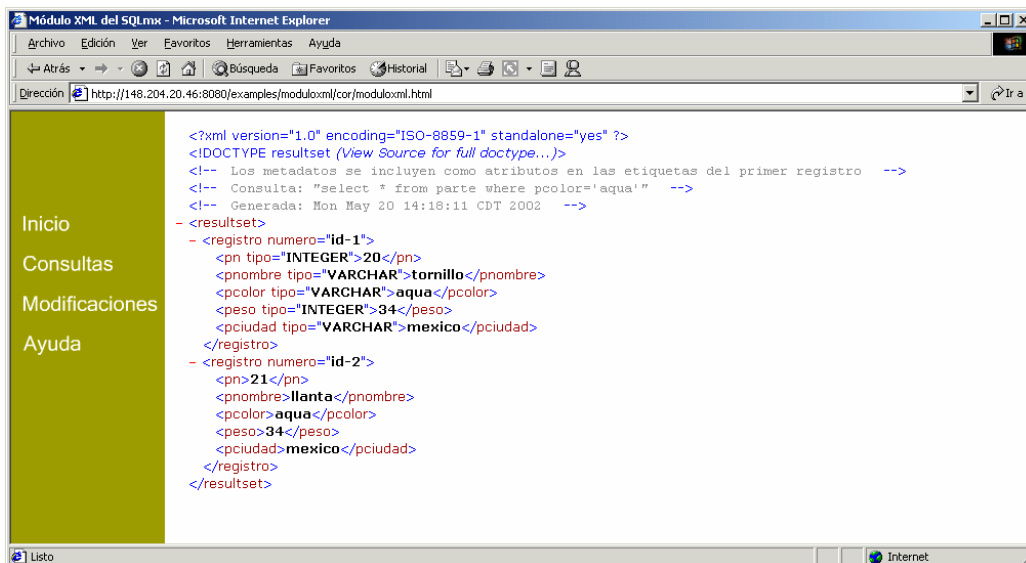 Módulo XML del SQLmx - Microsoft Internet Explorer
Archivo Edición Ver Favoritos Herramientas Ayuda
Atrás Búsqueda Favoritos Historial
Dirección http://148.204.20.46:8080/examples/moduloxml/cor/moduloxml.html Ir a
Inicio
Consultas
Modificaciones
Ayuda
<?xml version="1.0" encoding="ISO-8859-1" standalone="yes" ?>
<!DOCTYPE resultset (View Source for full doctype...)>
<!-- Los metadatos se incluyen como atributos en las etiquetas del primer registro -->
<!-- Consulta: "select * from parte where pcolor='aqua'" -->
<!-- Generada: Mon May 20 14:18:11 CDT 2002 -->
- <resultset>
- <registro numero="id-1">
<pn tipo="INTEGER">20</pn>
<pnombre tipo="VARCHAR">tornillo</pnombre>
<pcolor tipo="VARCHAR">aqua</pcolor>
<peso tipo="INTEGER">34</peso>
<pciudad tipo="VARCHAR">mexico</pciudad>
</registro>
- <registro numero="id-2">
<pn>21</pn>
<pnombre>llanta</pnombre>
<pcolor>aqua</pcolor>
<peso>34</peso>
<pciudad>mexico</pciudad>
</registro>
</resultset>
Listo Internet